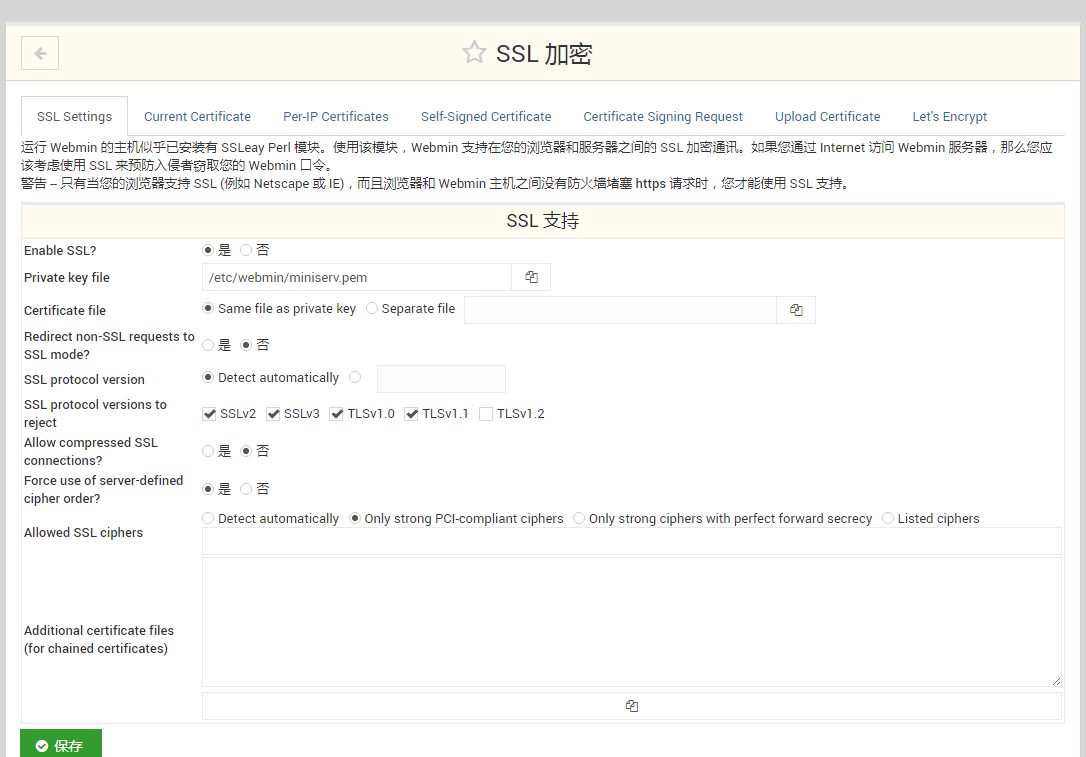 SSL 加密
SSL Settings Current Certificate Per-IP Certificates Self-Signed Certificate Certificate Signing Request Upload Certificate Let's Encrypt
运行 Webmin 的主机似乎已安装有 SSLeay Perl 模块。使用该模块，Webmin 支持在您的浏览器和服务器之间的 SSL 加密通讯。如果您通过 Internet 访问 Webmin 服务器，那么您应
该考虑使用 SSL 来预防入侵者窃取您的 Webmin 口令。
警告 -- 只有当您的浏览器支持 SSL (例如 Netscape 或 IE)，而且浏览器和 Webmin 主机之间没有防火墙堵塞 https 请求时，您才能使用 SSL 支持。
SSL 支持
Enable SSL? 是 否
Private key file /etc/webmin/miniserv.pem
Certificate file Same file as private key Separate file
Redirect non-SSL requests to
SSL mode? 是 否
SSL protocol version Detect automatically
SSL protocol versions to
reject SSLv2 SSLv3 TLSv1.0 TLSv1.1 TLSv1.2
Allow compressed SSL
connections? 是 否
Force use of server-defined
cipher order? 是 否
Allowed SSL ciphers Detect automatically Only strong PCI-compliant ciphers Only strong ciphers with perfect forward secrecy Listed ciphers
Additional certificate files
(for chained certificates)
保存